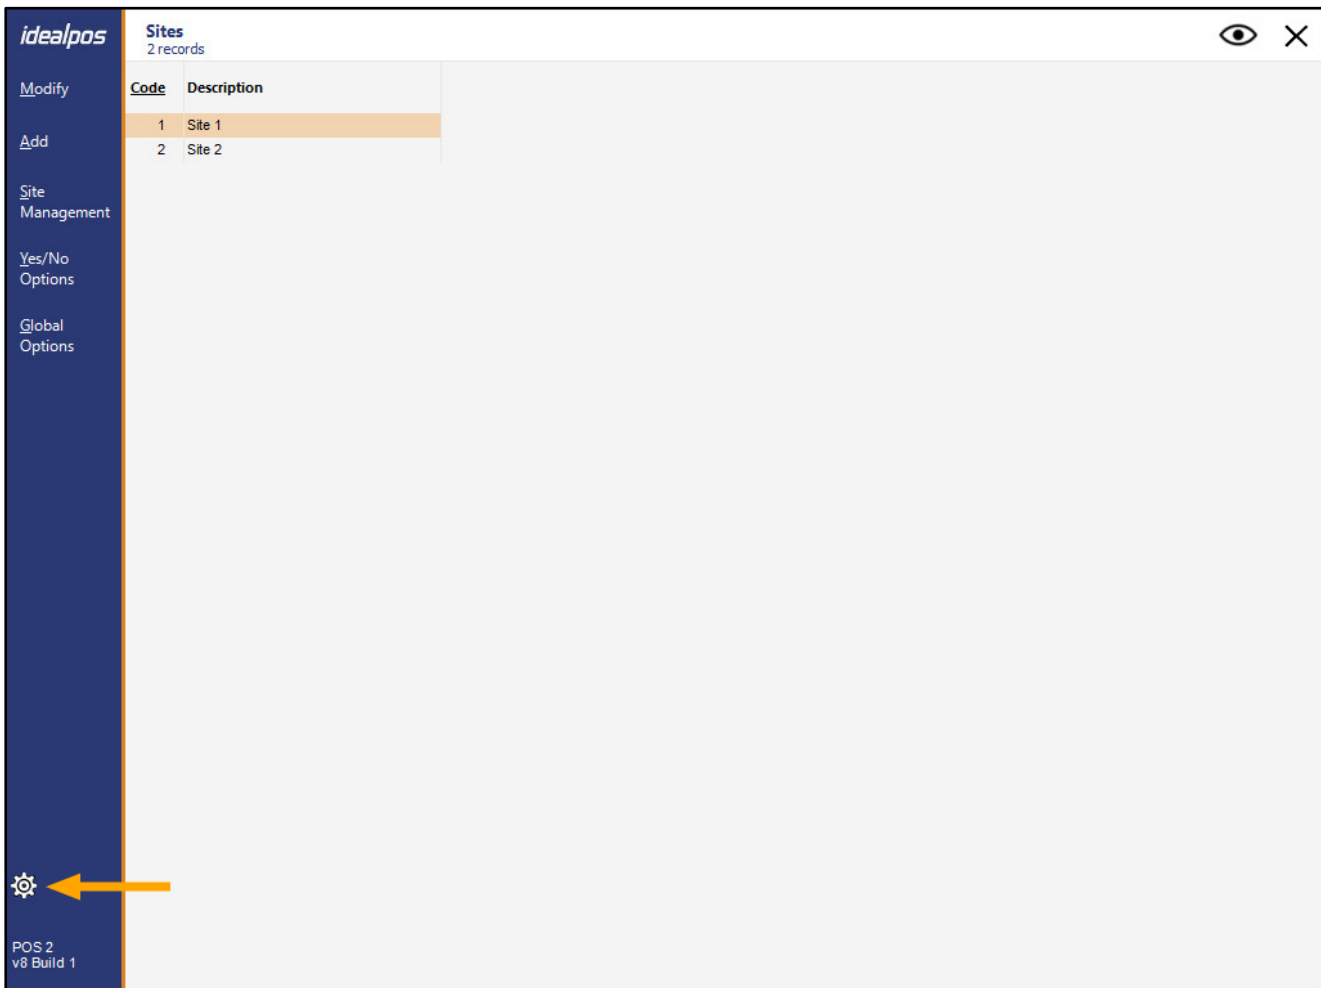 idealpos
Sites
2 records
Modify
Add
Site
Management
Yes/No
Options
Global
Options
Code Description
1 Site 1
2 Site 2
POS 2
v8 Build 1